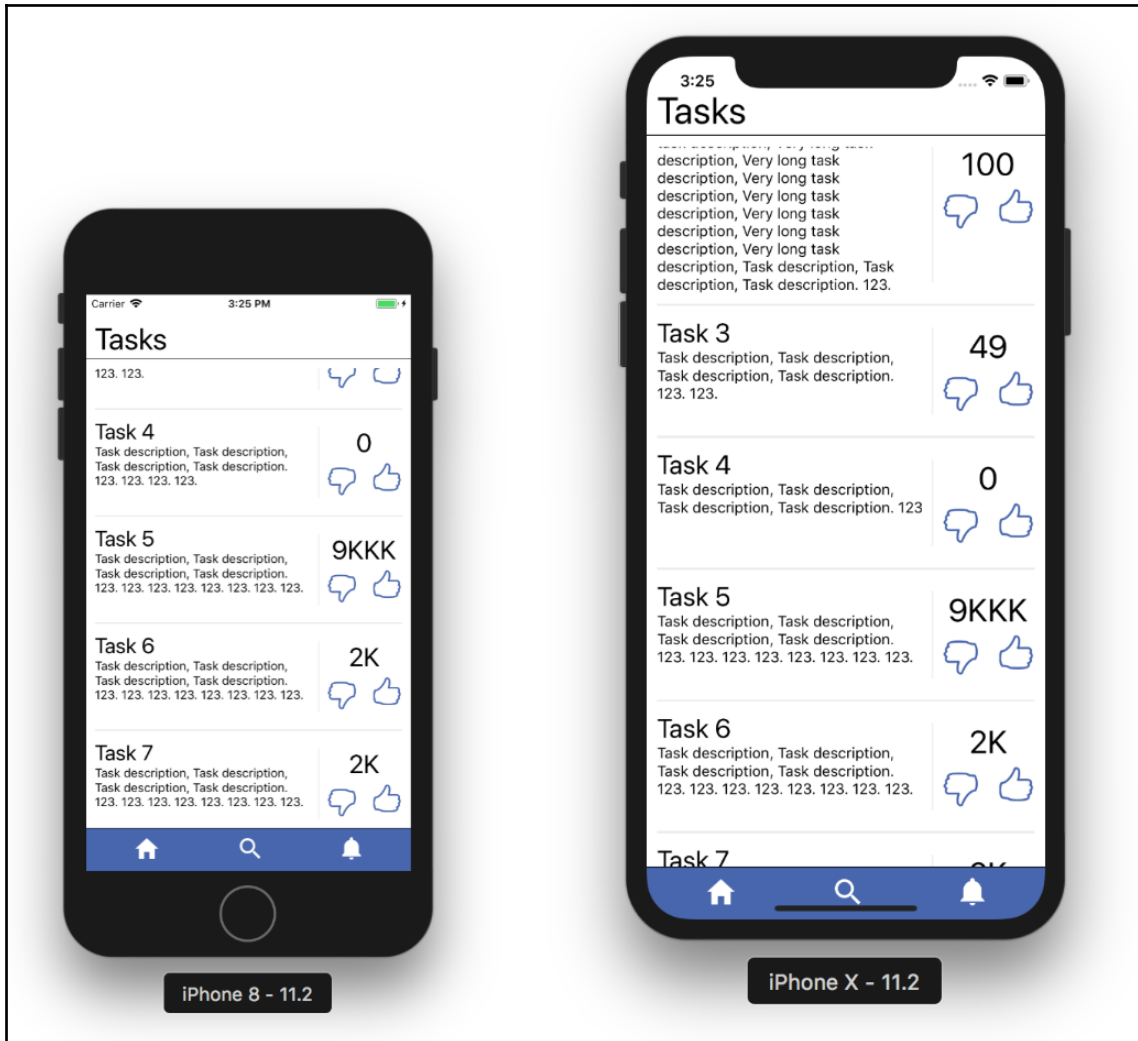 Carrier
3:25 PM
Tasks
123. 123.
Task 4
Task description, Task description,
Task description, Task description.
123. 123. 123. 123.
0
Task 5
Task description, Task description,
Task description, Task description.
123. 123. 123. 123. 123. 123. 123. 123.
9KKK
Task 6
Task description, Task description,
Task description, Task description.
123. 123. 123. 123. 123. 123. 123. 123.
2K
Task 7
Task description, Task description,
Task description, Task description.
123. 123. 123. 123. 123. 123. 123. 123.
2K
iPhone 8 - 11.2
3:25
Tasks
task description, Very long task
description, Very long task
description, Very long task
description, Very long task
description, Very long task
description, Very long task
description, Very long task
description, Task description, Task
description, Task description. 123.
100
Task 3
Task description, Task description,
Task description, Task description.
123. 123.
49
Task 4
Task description, Task description,
Task description, Task description. 123
0
Task 5
Task description, Task description,
Task description, Task description.
123. 123. 123. 123. 123. 123. 123. 123.
9KKK
Task 6
Task description, Task description,
Task description, Task description.
123. 123. 123. 123. 123. 123. 123. 123.
2K
Task 7
iPhone X - 11.2